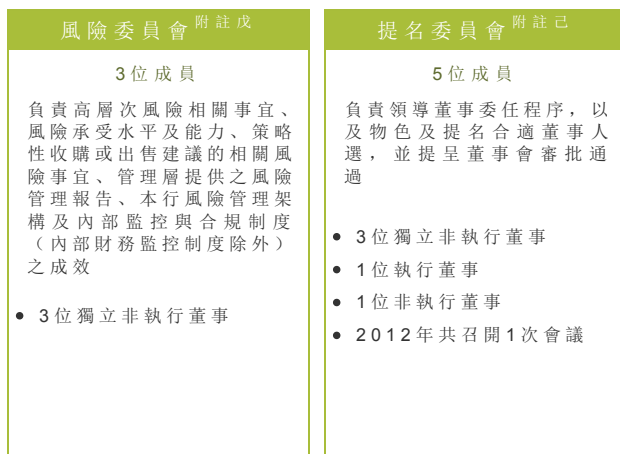 風險委員會附註戊
3位成員
負責高層次風險相關事宜、
風險承受水平及能力、策略
性收購或出售建議的相關風
險事宜、管理層提供之風險
管理報告、本行風險管理架
構及內部監控與合規制度
（內部財務監控制度除外）
之成效
• 3位獨立非執行董事
提名委員會附註己
5位成員
負責領導董事委任程序，以
及物色及提名合適董事人
選，並提呈董事會審批通
過
• 3位獨立非執行董事
• 1位執行董事
• 1位非執行董事
• 2012年共召開1次會議